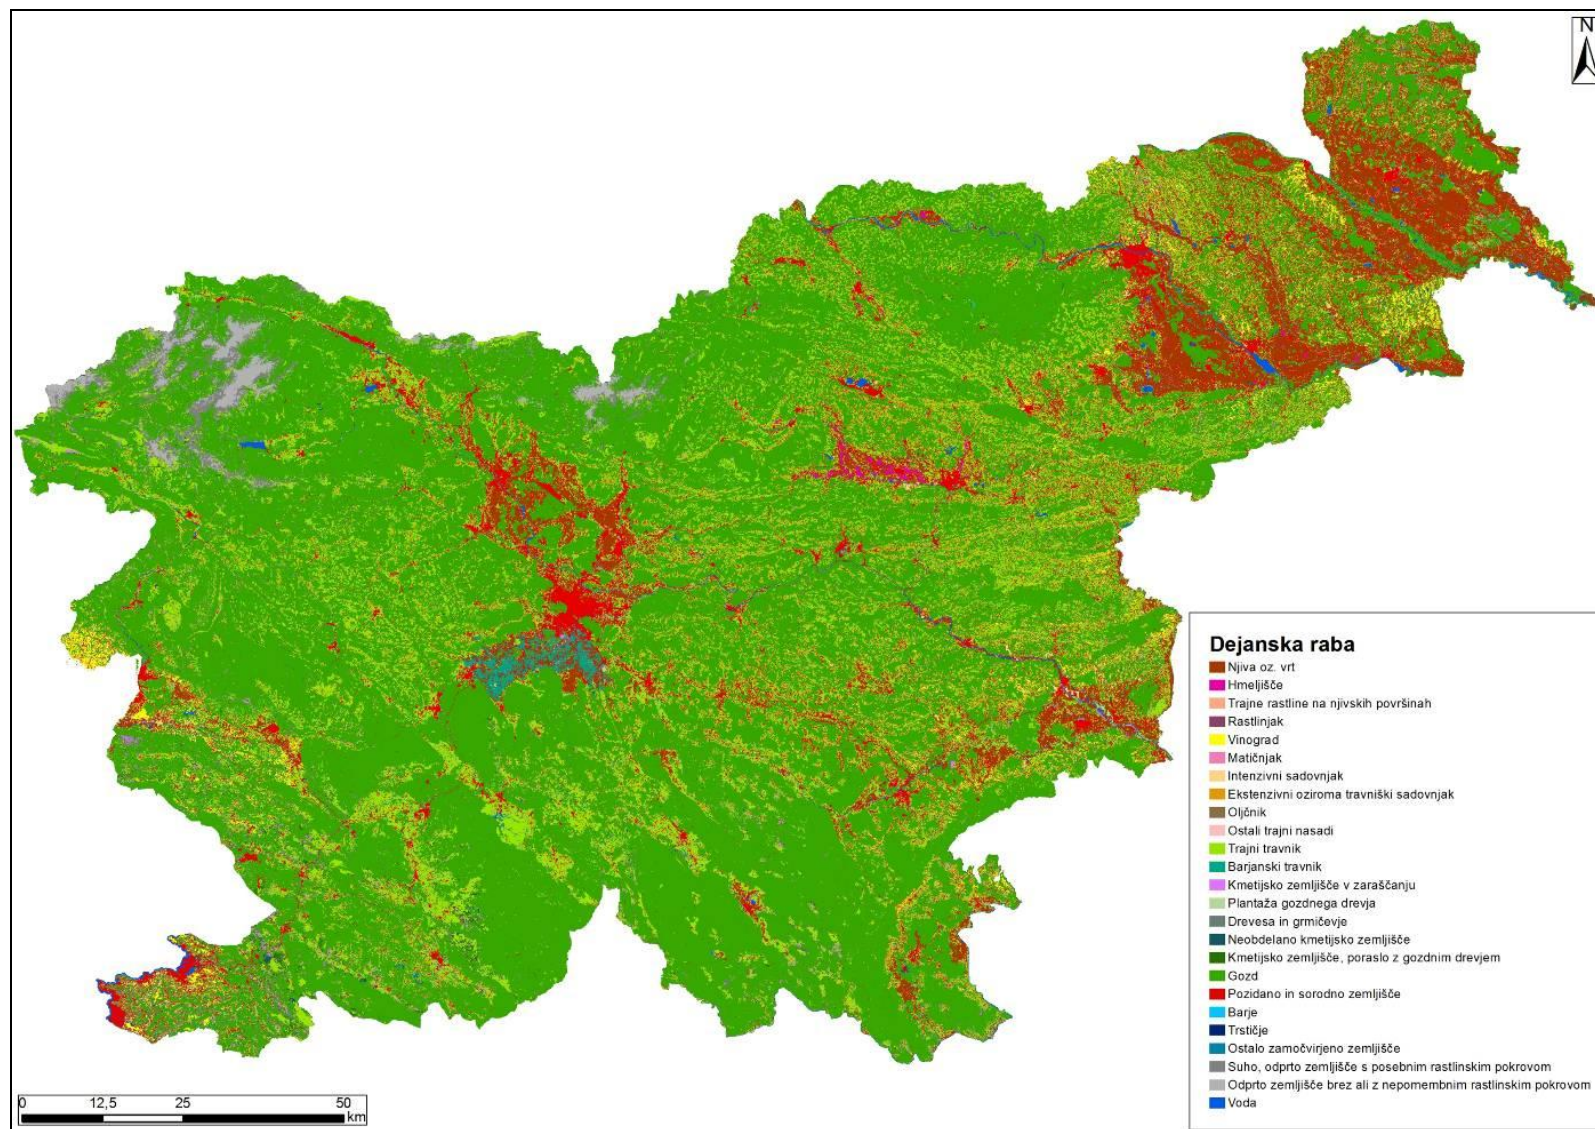 N
Dejanska raba
Njiva oz. vrt
Hmeljišče
Trajne rastline na njivskih površinah
Rastlinjak
Vinograd
Matičnjak
Intenzivni sadovnjak
Ekstenzivni oziroma travniški sadovnjak
Oljčnik
Ostali trajni nasadi
Trajni travnik
Barjanski travnik
Kmetijsko zemljišče v zaraščanju
Plantaža gozdnega drevja
Drevesa in grmičevje
Neobdelano kmetijsko zemljišče
Kmetijsko zemljišče, poraslo z gozdnim drevjem
Gozd
Pozidano in sorodno zemljišče
Barje
Trstičje
Ostalo zamočvirjeno zemljišče
Suho, odprto zemljišče s posebnim rastlinskim pokrovom
Odprto zemljišče brez ali z nepomembnim rastlinskim pokrovom
Voda
0 12,5 25 50
km